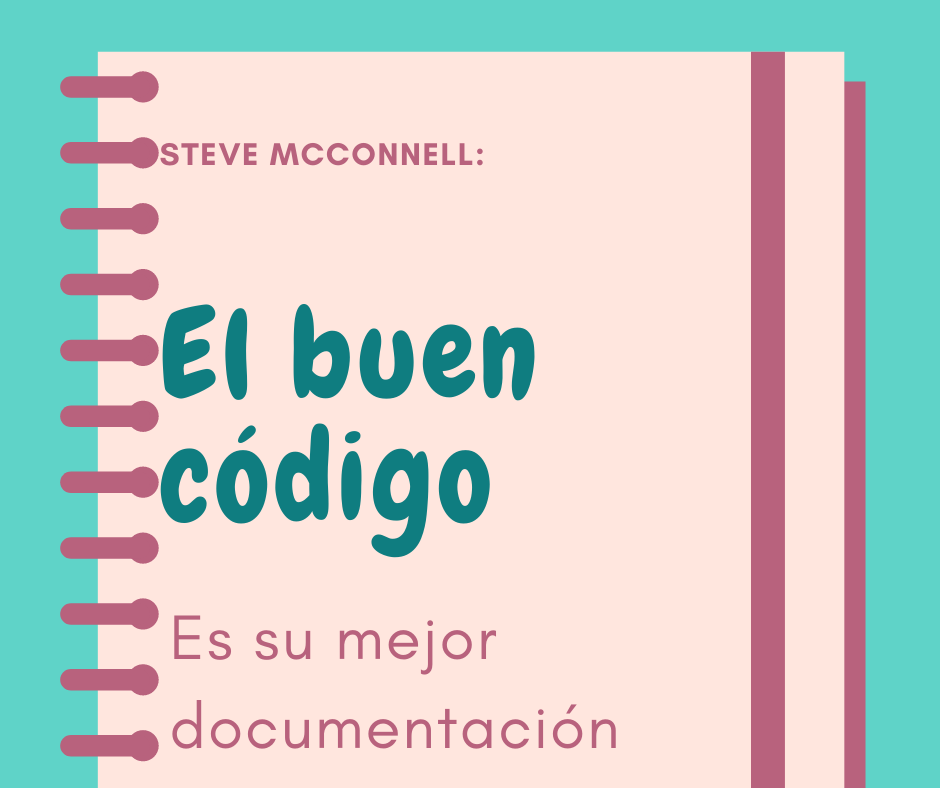 STEVE MCCONNELL:
El buen
código
Es su mejor
documentación